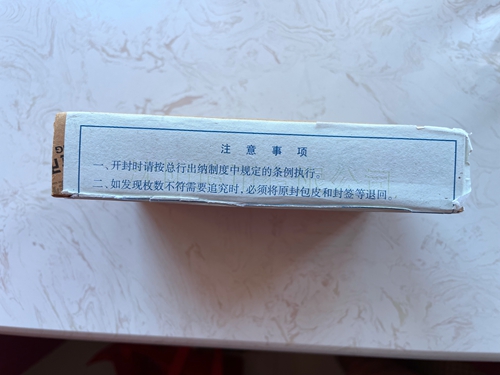 注意事项
一、开封时请按总行出纳制度中规定的条例执行。
二、如发现枚数不符需要追究时，必须将原封包皮和封签等退回。